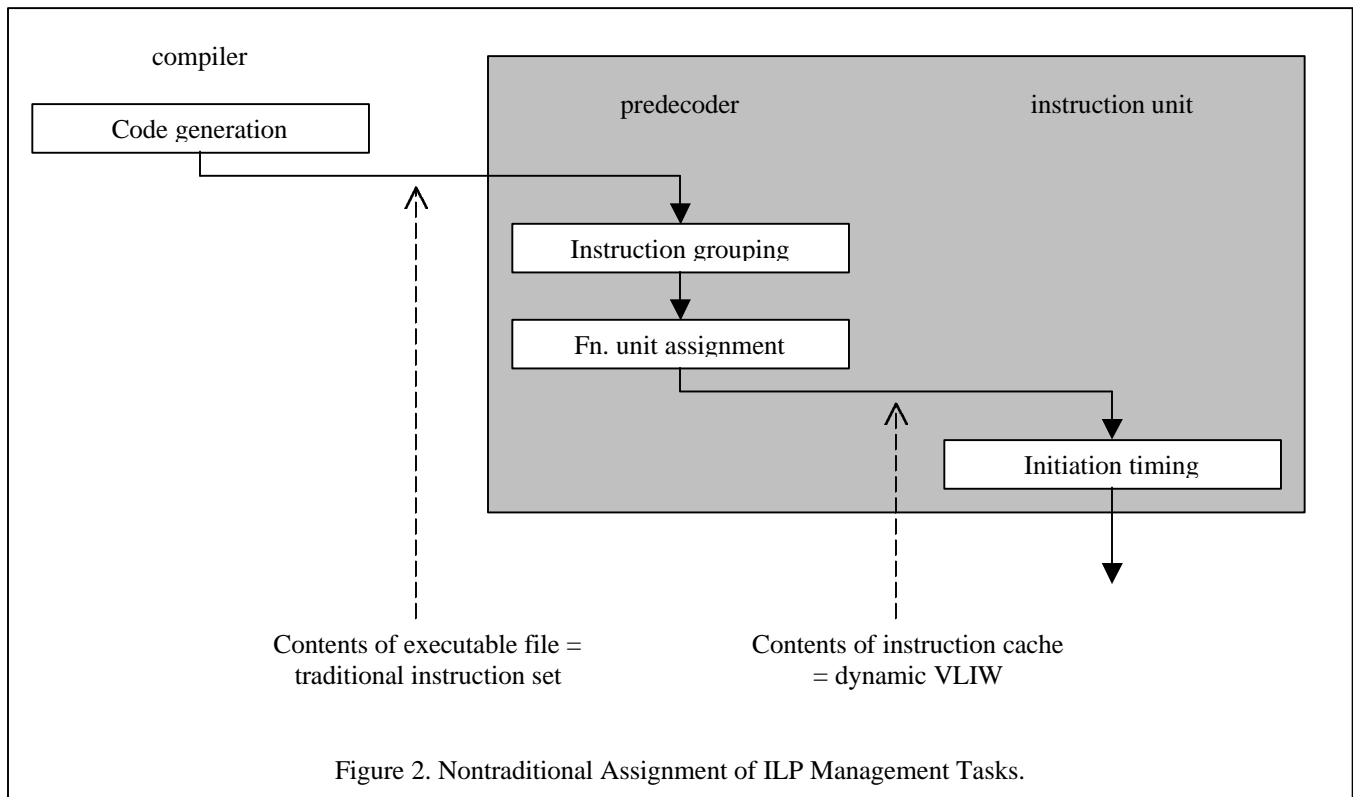 compiler
predecoder
instruction unit
Code generation
Instruction grouping
Fn. unit assignment
Initiation timing
Contents of executable file =
traditional instruction set
Contents of instruction cache
= dynamic VLIW
Figure 2. Nontraditional Assignment of ILP Management Tasks.